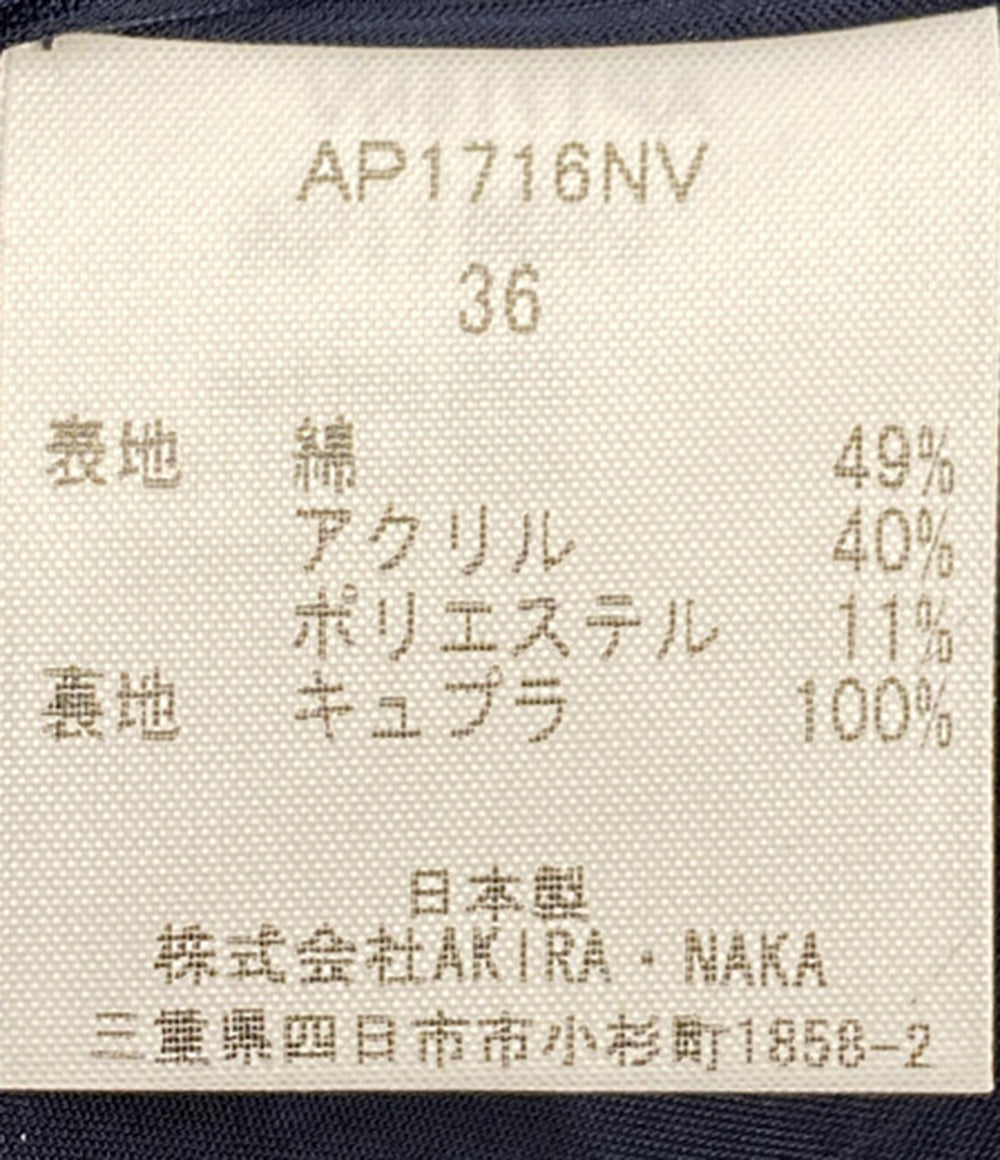 AP1716NV
36
表地 綿 49%
アクリル 40%
ポリエステル 11%
裏地 キュプラ 100%
日本製
株式会社AKIRA・NAKA
三重県四日市市小杉町1858-2